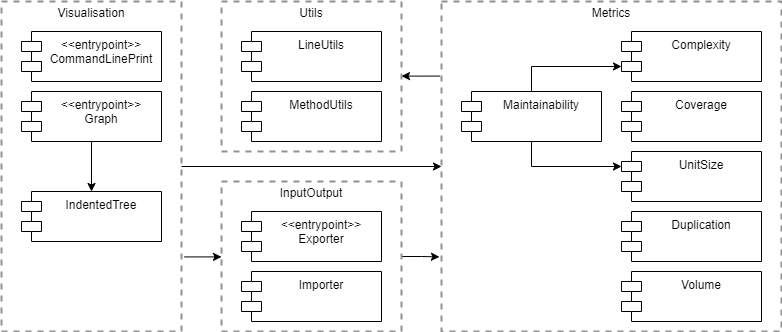 Visualisation
<<entrypoint>>
CommandLinePrint
<<entrypoint>>
Graph
IndentedTree
Utils
LineUtils
MethodUtils
InputOutput
<<entrypoint>>
Exporter
Importer
Metrics
Maintainability
Complexity
Coverage
UnitSize
Duplication
Volume